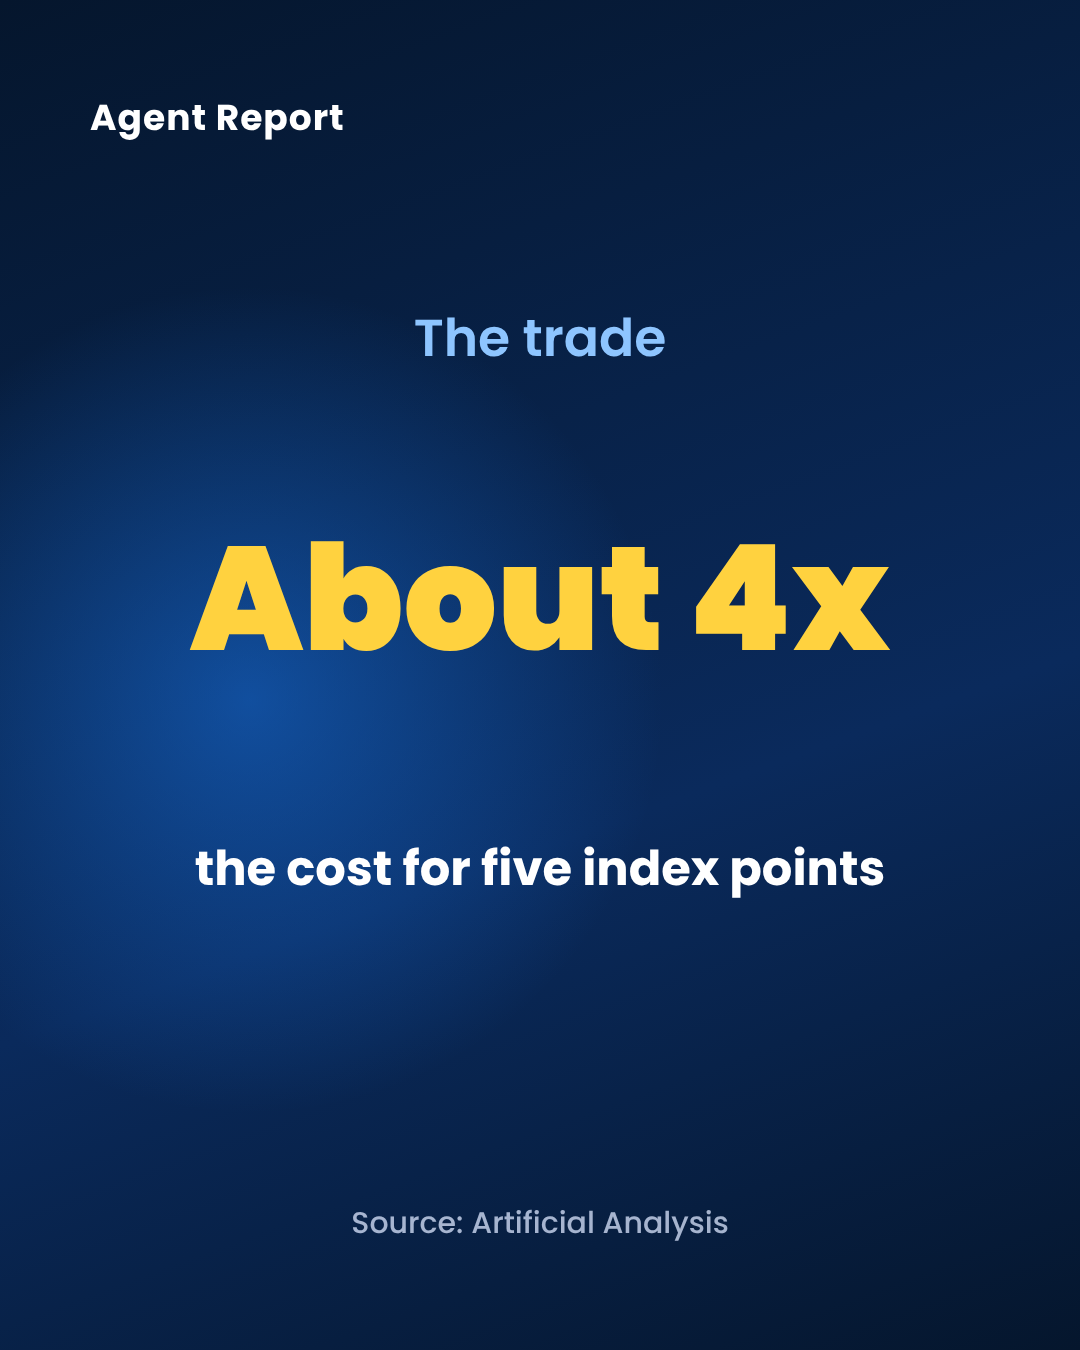 Agent Report
The trade
About 4x
the cost for five index points
Source: Artificial Analysis